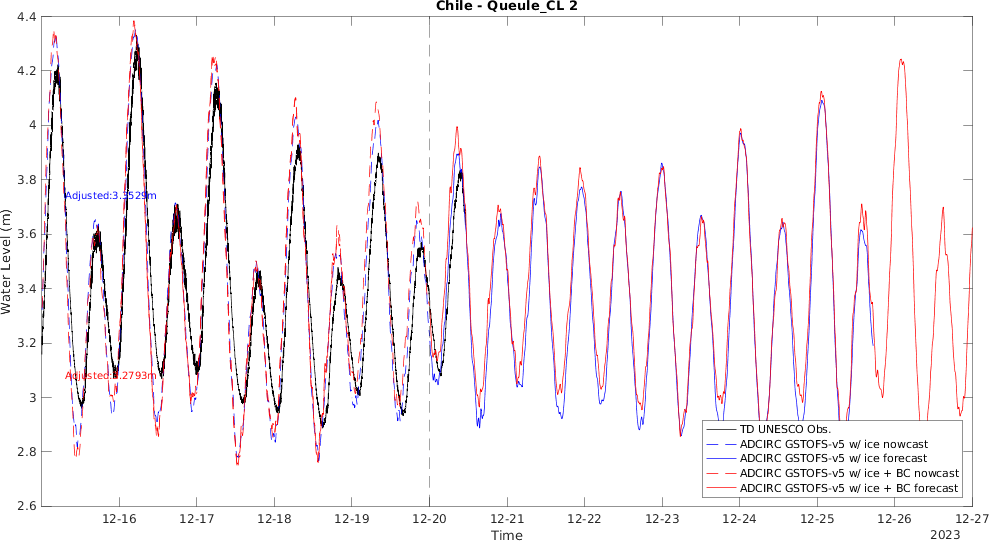 Chile - Queule_CL 2
4.4
4.2
4
3.8
3.6
3.4
3.2
3
2.8
2.6
Water Level (m)
Adjusted:3.3529m
Adjusted:3.2793m
TD UNESCO Obs.
ADCIRC GSTOFS-v5 w/ ice nowcast
ADCIRC GSTOFS-v5 w/ ice forecast
ADCIRC GSTOFS-v5 w/ ice + BC nowcast
ADCIRC GSTOFS-v5 w/ ice + BC forecast
12-16
12-17
12-18
12-19
12-20
12-21
12-22
12-23
12-24
12-25
12-26
12-27
Time
2023